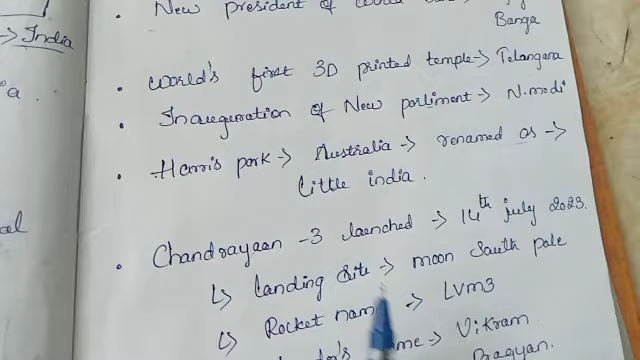 New president of World
Banga
→ India
• World's first 3D printed temple → Telangana
• Inauguration of New parliment → N.modi
• Harris park → Australia → renamed as →
Little india.
• Chandrayaan -3 launched → 14th july 2023.
↳ Landing site → moon South pole
↳ Rocket name → LVM3
name → Vikram
Pragyan.